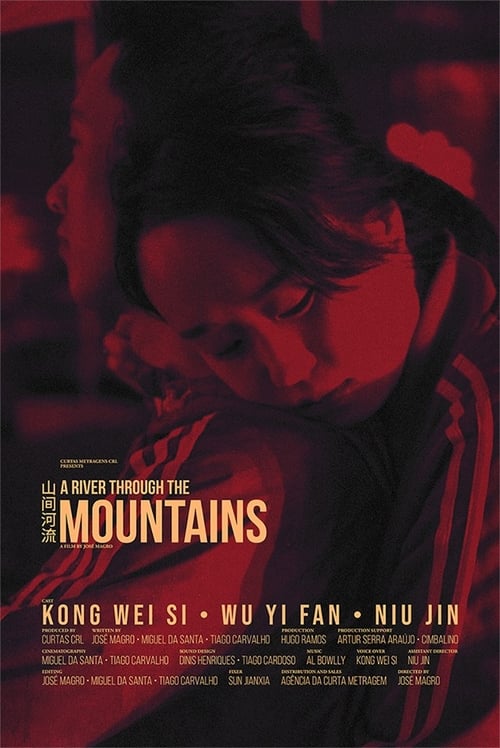 CURTAS METRAGENS CRL
PRESENTS
山间河流
A RIVER THROUGH THE
MOUNTAINS
A FILM BY JOSÉ MAGRO
CAST
KONG WEI SI • WU YI FAN • NIU JIN
PRODUCED BY WRITTEN BY PRODUCTION PRODUCTION SUPPORT
CURTAS CRL JOSÉ MAGRO • MIGUEL DA SANTA • TIAGO CARVALHO HUGO RAMOS ARTUR SERRA ARAÚJO • CIMBALINO
CINEMATOGRAPHY SOUND DESIGN MUSIC VOICE OVER ASSISTANT DIRECTOR
MIGUEL DA SANTA • TIAGO CARVALHO DINIS HENRIQUES • TIAGO CARDOSO AL BOWLLY KONG WEI SI NIU JIN
EDITING FIXER DISTRIBUTION AND SALES DIRECTED BY
JOSÉ MAGRO • MIGUEL DA SANTA • TIAGO CARVALHO SUN JIANXIA AGÊNCIA DA CURTA METRAGEM JOSÉ MAGRO